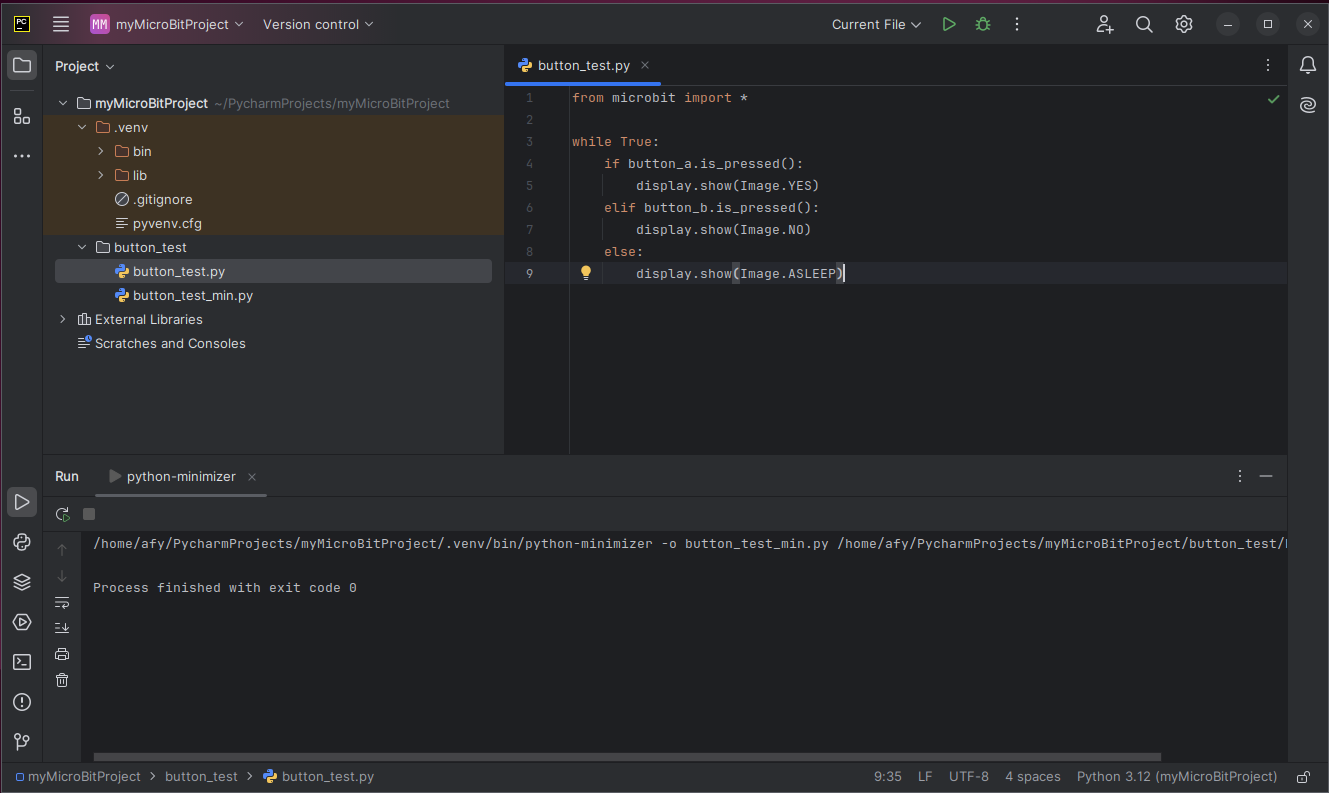 PC
MM myMicroBitProject Version control Current File
Project
button_test.py
myMicroBitProject ~/PycharmProjects/myMicroBitProject
.venv
bin
lib
.gitignore
pyvenv.cfg
button_test
button_test.py
button_test_min.py
External Libraries
Scratches and Consoles
1 from microbit import *
2
3 while True:
4 if button_a.is_pressed():
5 display.show(Image.YES)
6 elif button_b.is_pressed():
7 display.show(Image.NO)
8 else:
9 display.show(Image.ASLEEP)
Run python-minimizer
/home/afy/PycharmProjects/myMicroBitProject/.venv/bin/python-minimizer -o button_test_min.py /home/afy/PycharmProjects/myMicroBitProject/button_test/
Process finished with exit code 0
myMicroBitProject > button_test > button_test.py 9:35 LF UTF-8 4 spaces Python 3.12 (myMicroBitProject)